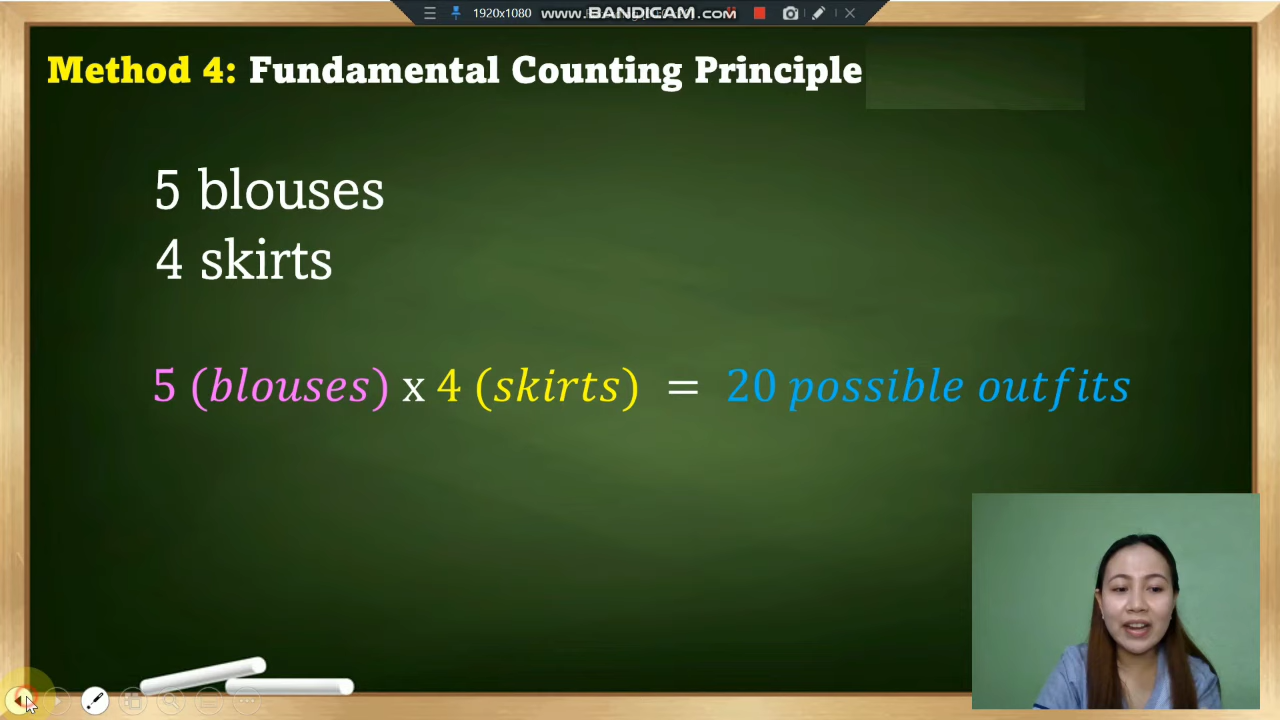 1920x1080 www.BANDICAM.com
Method 4: Fundamental Counting Principle
5 blouses
4 skirts
5 (blouses) x 4 (skirts) = 20 possible outfits